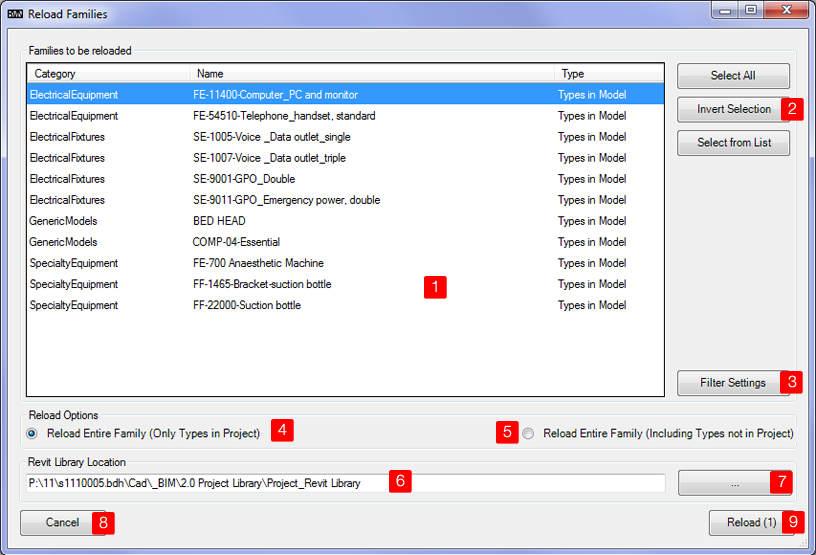 BVN Reload Families
Families to be reloaded
Category Name Type
ElectricalEquipment FE-11400-Computer_PC and monitor Types in Model
ElectricalEquipment FE-54510-Telephone_handset, standard Types in Model
ElectricalFixtures SE-1005-Voice _Data outlet_single Types in Model
ElectricalFixtures SE-1007-Voice _Data outlet_triple Types in Model
ElectricalFixtures SE-9001-GPO_Double Types in Model
ElectricalFixtures SE-9011-GPO_Emergency power, double Types in Model
GenericModels BED HEAD Types in Model
GenericModels COMP-04-Essential Types in Model
SpecialtyEquipment FE-700 Anaesthetic Machine Types in Model
SpecialtyEquipment FF-1465-Bracket-suction bottle Types in Model
SpecialtyEquipment FF-22000-Suction bottle Types in Model
1
Select All
Invert Selection 2
Select from List
Filter Settings 3
Reload Options
Reload Entire Family (Only Types in Project) 4
5 Reload Entire Family (Including Types not in Project)
Revit Library Location
P:\11\s1110005.bdh\Cad\_BIM\2.0 Project Library\Project_Revit Library 6
... 7
Cancel 8
Reload (1) 9